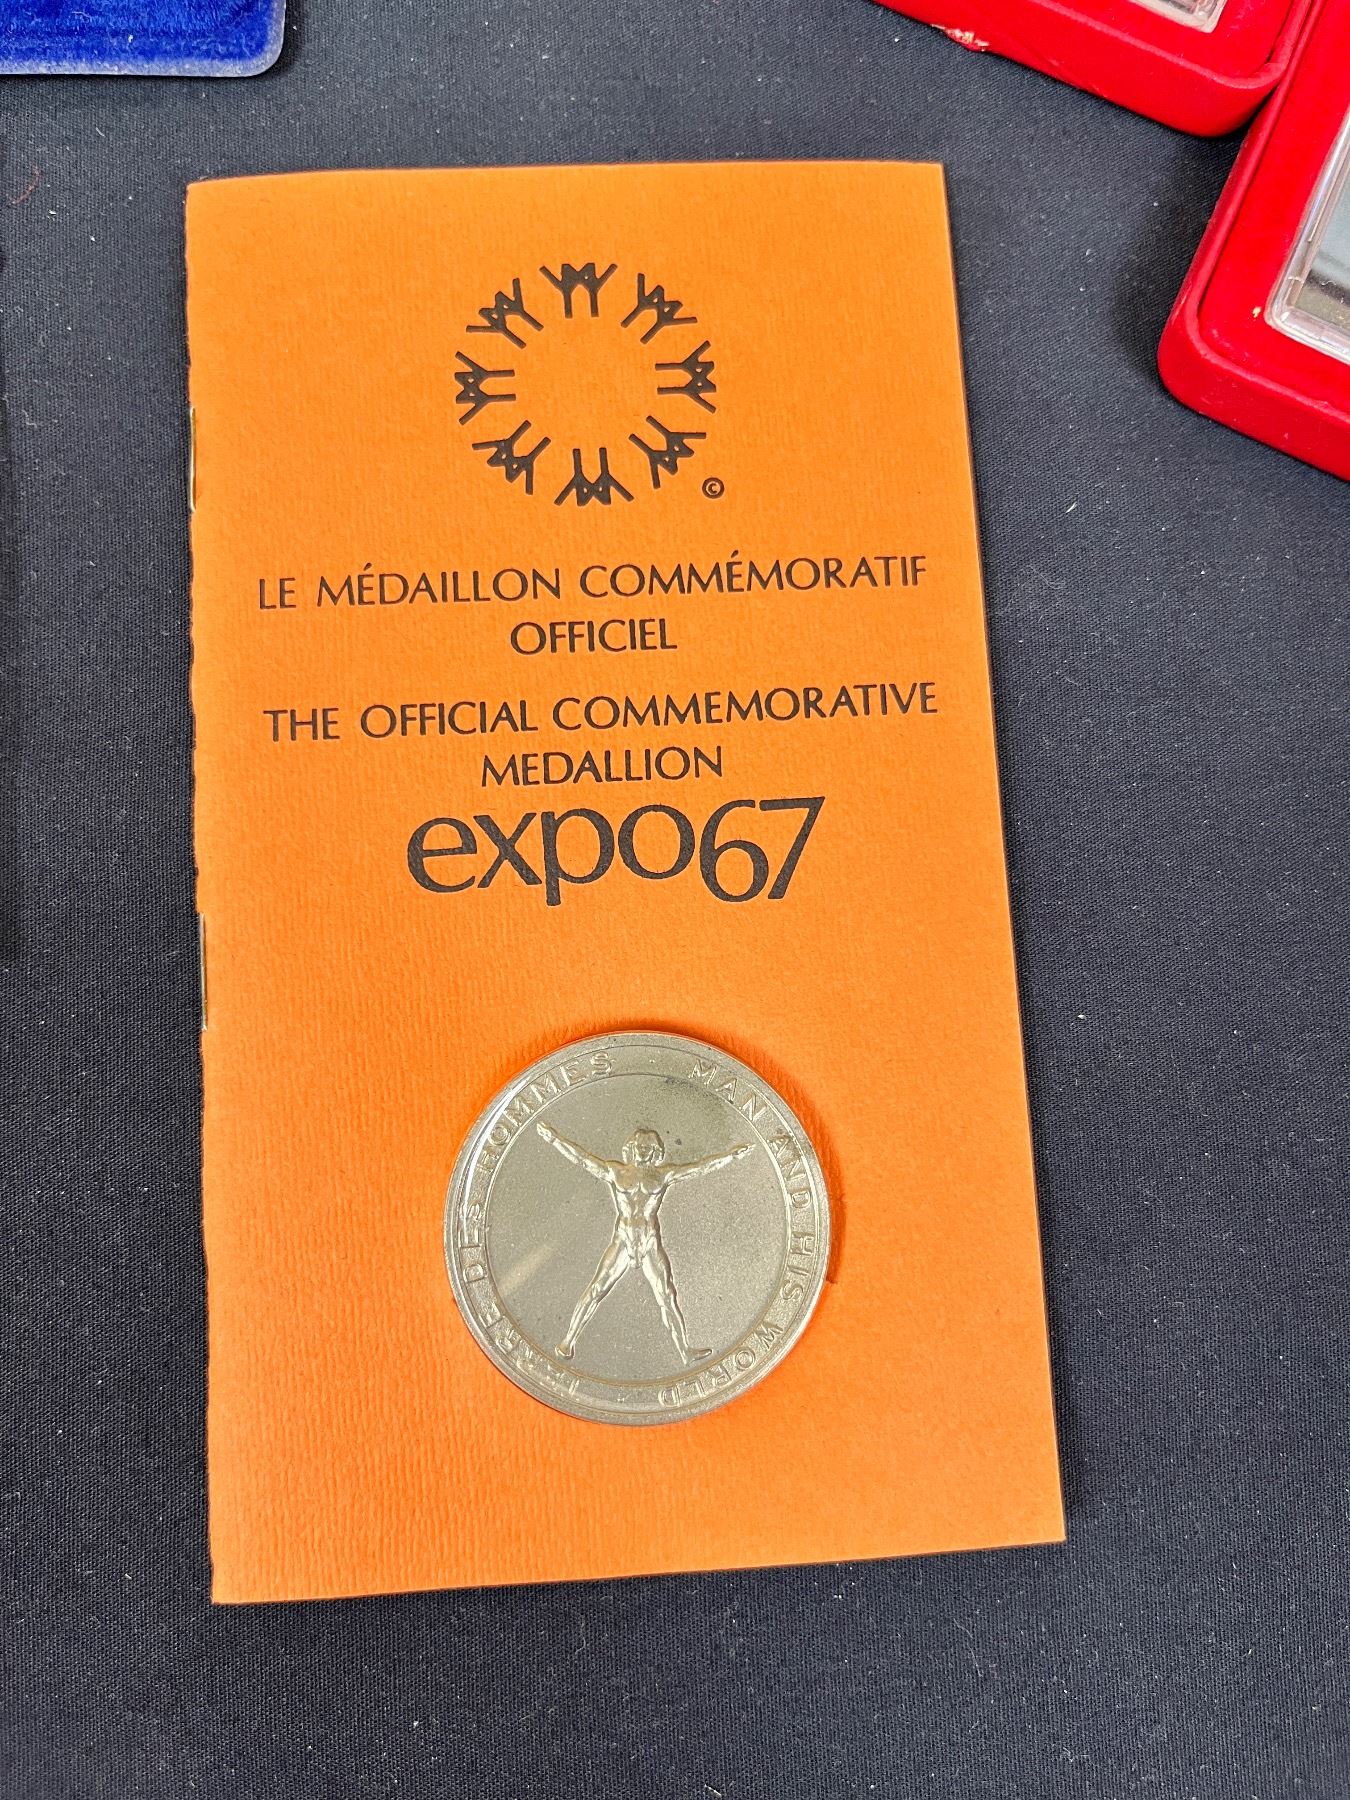 ©
LE MÉDAILLON COMMÉMORATIF
OFFICIEL
THE OFFICIAL COMMEMORATIVE
MEDALLION
expo67
MAN AND HIS WORLD
TERRE DES HOMMES